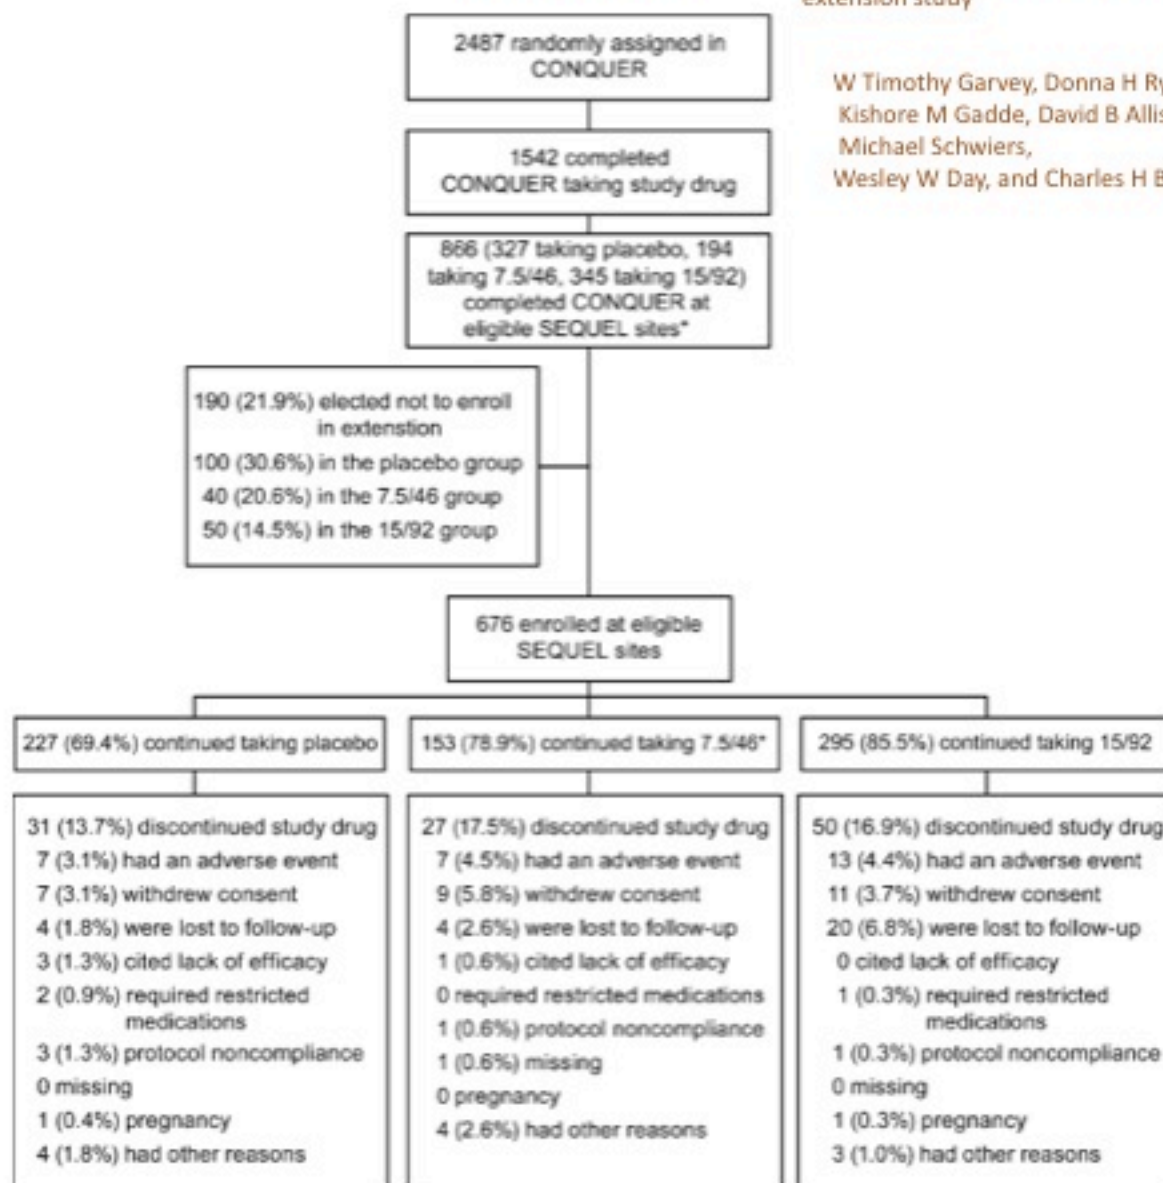 extension study
W Timothy Garvey, Donna H Ry
Kishore M Gadde, David B Allis
Michael Schwiers,
Wesley W Day, and Charles H B
2487 randomly assigned in
CONQUER
1542 completed
CONQUER taking study drug
866 (327 taking placebo, 194
taking 7.5/46, 345 taking 15/92)
completed CONQUER at
eligible SEQUEL sites*
190 (21.9%) elected not to enroll
in extenstion
100 (30.6%) in the placebo group
40 (20.6%) in the 7.5/46 group
50 (14.5%) in the 15/92 group
676 enrolled at eligible
SEQUEL sites
227 (69.4%) continued taking placebo
153 (78.9%) continued taking 7.5/46*
295 (85.5%) continued taking 15/92
31 (13.7%) discontinued study drug
7 (3.1%) had an adverse event
7 (3.1%) withdrew consent
4 (1.8%) were lost to follow-up
3 (1.3%) cited lack of efficacy
2 (0.9%) required restricted
medications
3 (1.3%) protocol noncompliance
0 missing
1 (0.4%) pregnancy
4 (1.8%) had other reasons
27 (17.5%) discontinued study drug
7 (4.5%) had an adverse event
9 (5.8%) withdrew consent
4 (2.6%) were lost to follow-up
1 (0.6%) cited lack of efficacy
0 required restricted medications
1 (0.6%) protocol noncompliance
1 (0.6%) missing
0 pregnancy
4 (2.6%) had other reasons
50 (16.9%) discontinued study drug
13 (4.4%) had an adverse event
11 (3.7%) withdrew consent
20 (6.8%) were lost to follow-up
0 cited lack of efficacy
1 (0.3%) required restricted
medications
1 (0.3%) protocol noncompliance
0 missing
1 (0.3%) pregnancy
3 (1.0%) had other reasons